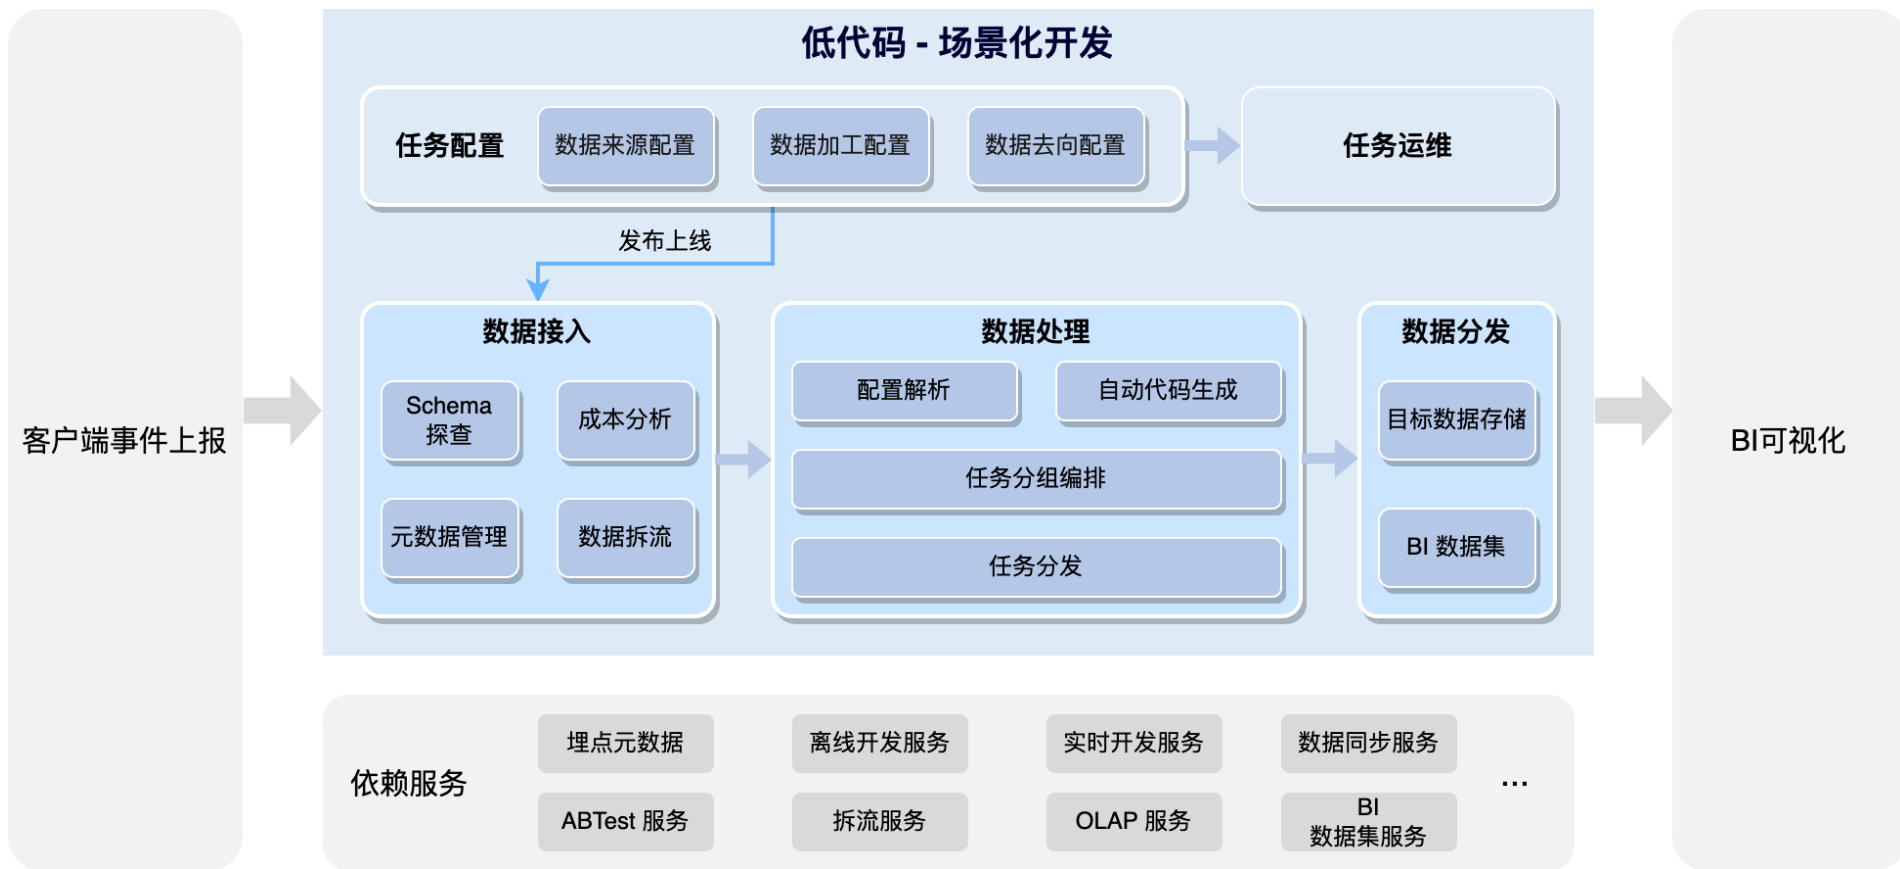 低代码 - 场景化开发
任务配置
数据来源配置
数据加工配置
数据去向配置
任务运维
发布上线
客户端事件上报
数据接入
Schema
探查
成本分析
元数据管理
数据拆流
数据处理
配置解析
自动代码生成
任务分组编排
任务分发
数据分发
目标数据存储
BI 数据集
BI可视化
依赖服务
埋点元数据
离线开发服务
实时开发服务
数据同步服务
ABTest 服务
拆流服务
OLAP 服务
BI
数据集服务
...